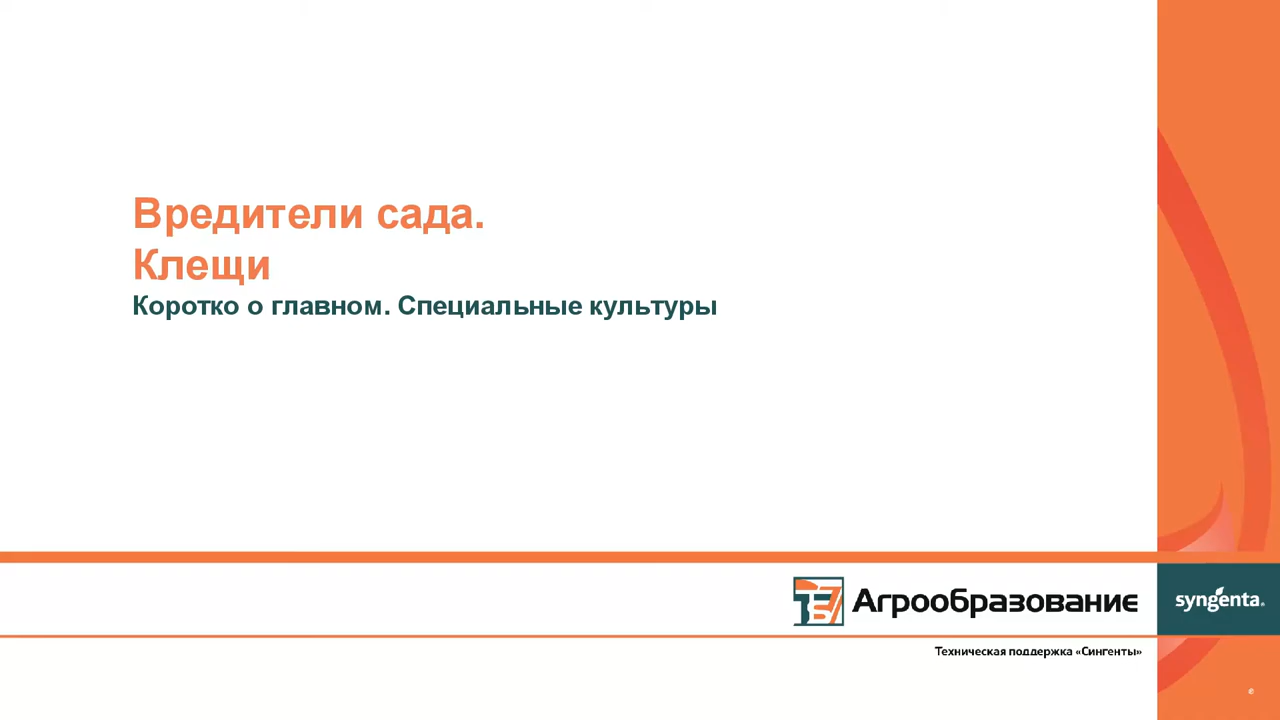 Вредители сада.
Клещи
Коротко о главном. Специальные культуры
Агрообразование
syngenta
Техническая поддержка «Сингенты»